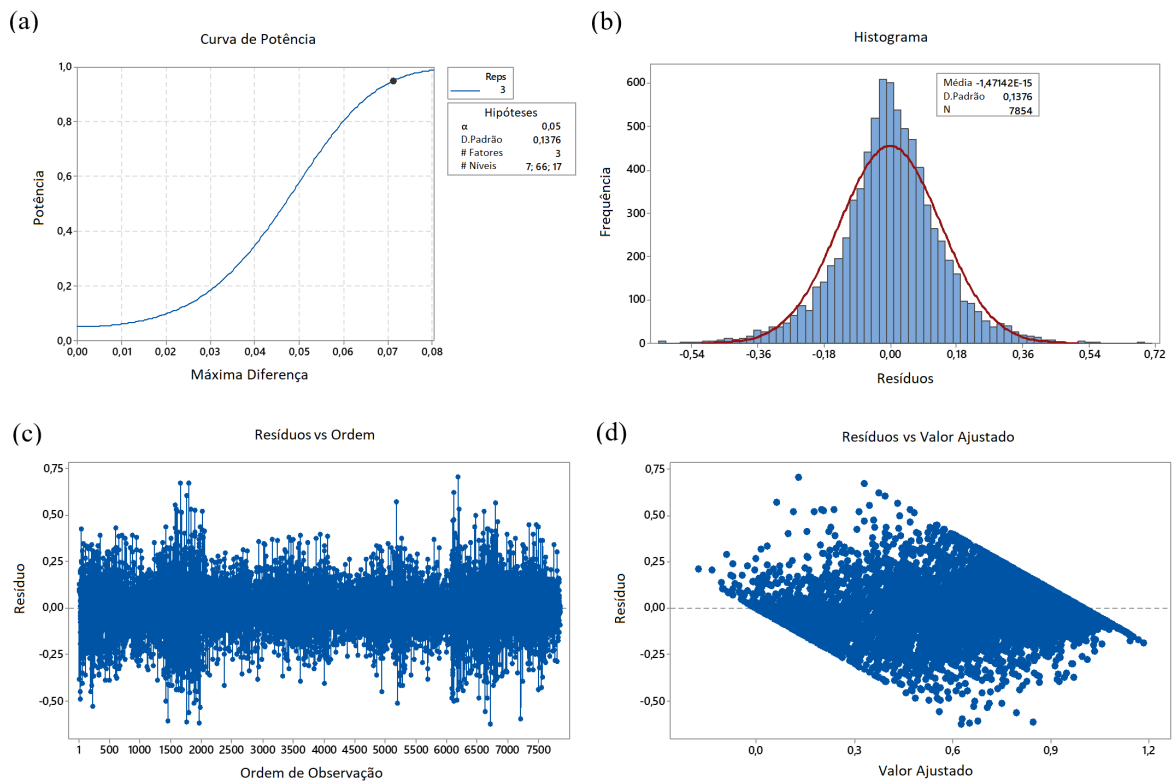 (a)
Curva de Potência
1,0
0,8
0,6
0,4
0,2
0,0
Potência
0,00 0,01 0,02 0,03 0,04 0,05 0,06 0,07 0,08
Máxima Diferença
Reps
3
Hipóteses
α 0,05
D.Padrão 0,1376
# Fatores 3
# Níveis 7; 66; 17
(b)
Histograma
600
500
400
300
200
100
0
Frequência
-0,54 -0,36 -0,18 0,00 0,18 0,36 0,54 0,72
Resíduos
Média -1,47142E-15
D.Padrão 0,1376
N 7854
(c)
Resíduos vs Ordem
0,75
0,50
0,25
0,00
-0,25
-0,50
Resíduo
1 500 1000 1500 2000 2500 3000 3500 4000 4500 5000 5500 6000 6500 7000 7500
Ordem de Observação
(d)
Resíduos vs Valor Ajustado
0,75
0,50
0,25
0,00
-0,25
-0,50
Resíduo
0,0 0,3 0,6 0,9 1,2
Valor Ajustado